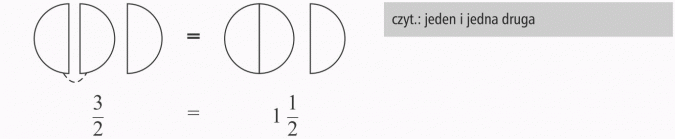 =
czyt.: jeden i jedna druga
3/2 = 1 1/2